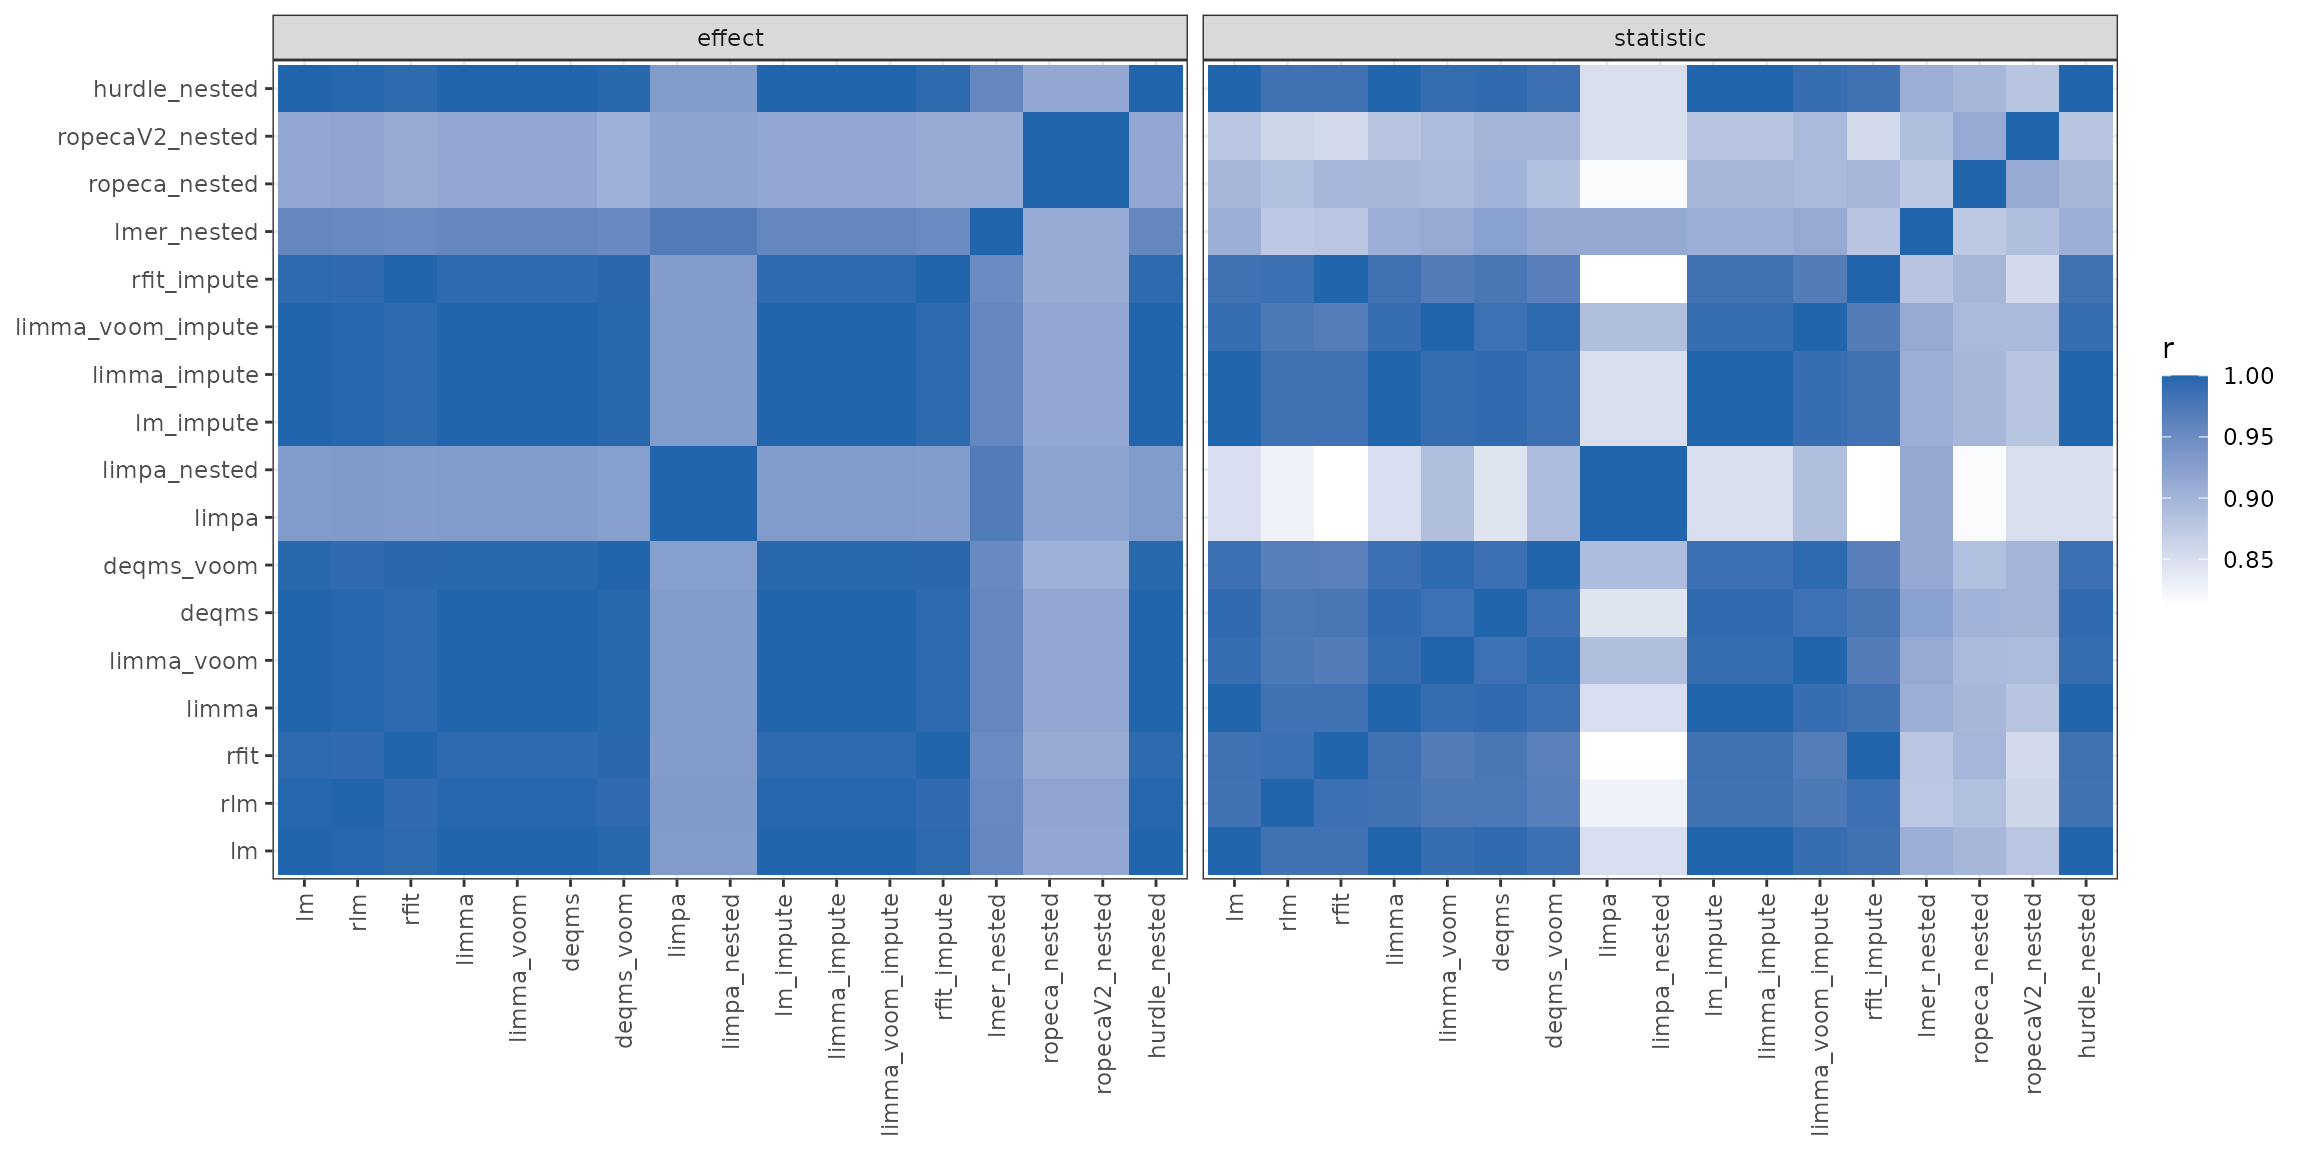 effect
statistic
hurdle_nested
ropecaV2_nested
ropeca_nested
lmer_nested
rfit_impute
limma_voom_impute
limma_impute
lm_impute
limpa_nested
limpa
deqms_voom
deqms
limma_voom
limma
rfit
rlm
lm
lm
rlm
rfit
limma
limma_voom
deqms
deqms_voom
limpa
limpa_nested
lm_impute
limma_impute
limma_voom_impute
rfit_impute
lmer_nested
ropeca_nested
ropecaV2_nested
hurdle_nested
lm
rlm
rfit
limma
limma_voom
deqms
deqms_voom
limpa
limpa_nested
lm_impute
limma_impute
limma_voom_impute
rfit_impute
lmer_nested
ropeca_nested
ropecaV2_nested
hurdle_nested
r
1.00
0.95
0.90
0.85